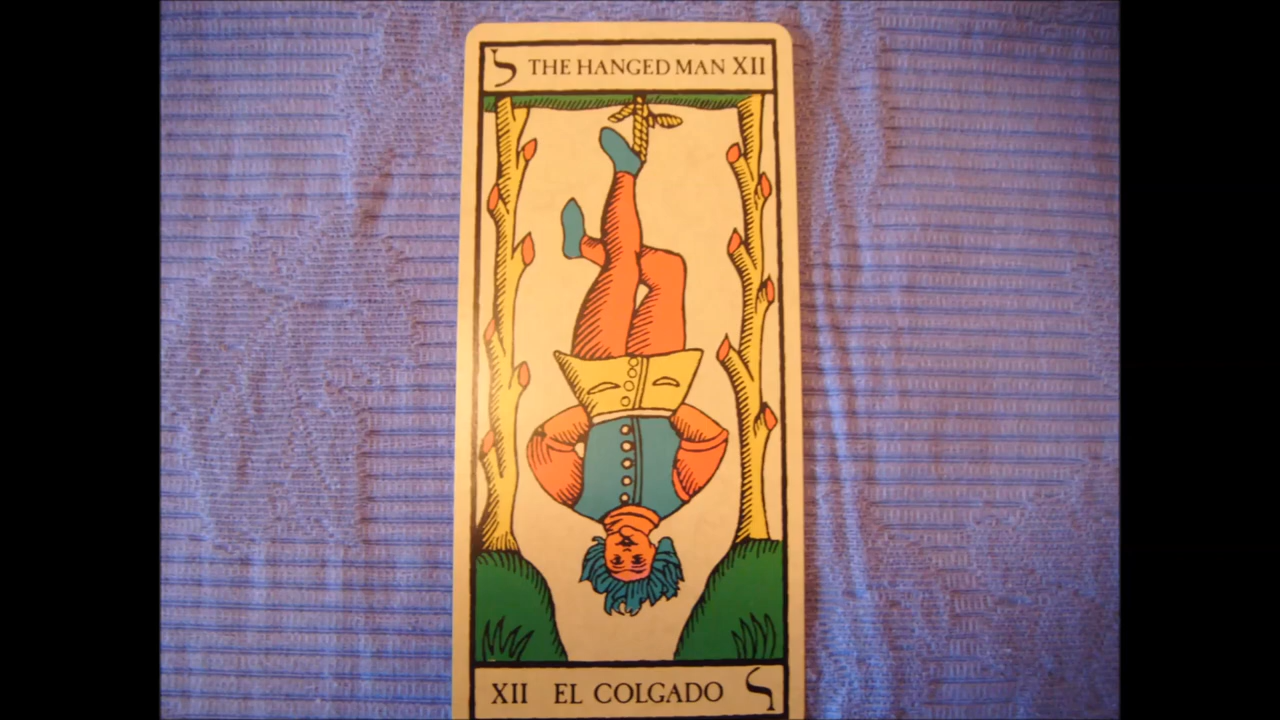 ל THE HANGED MAN XII
XII EL COLGADO ל